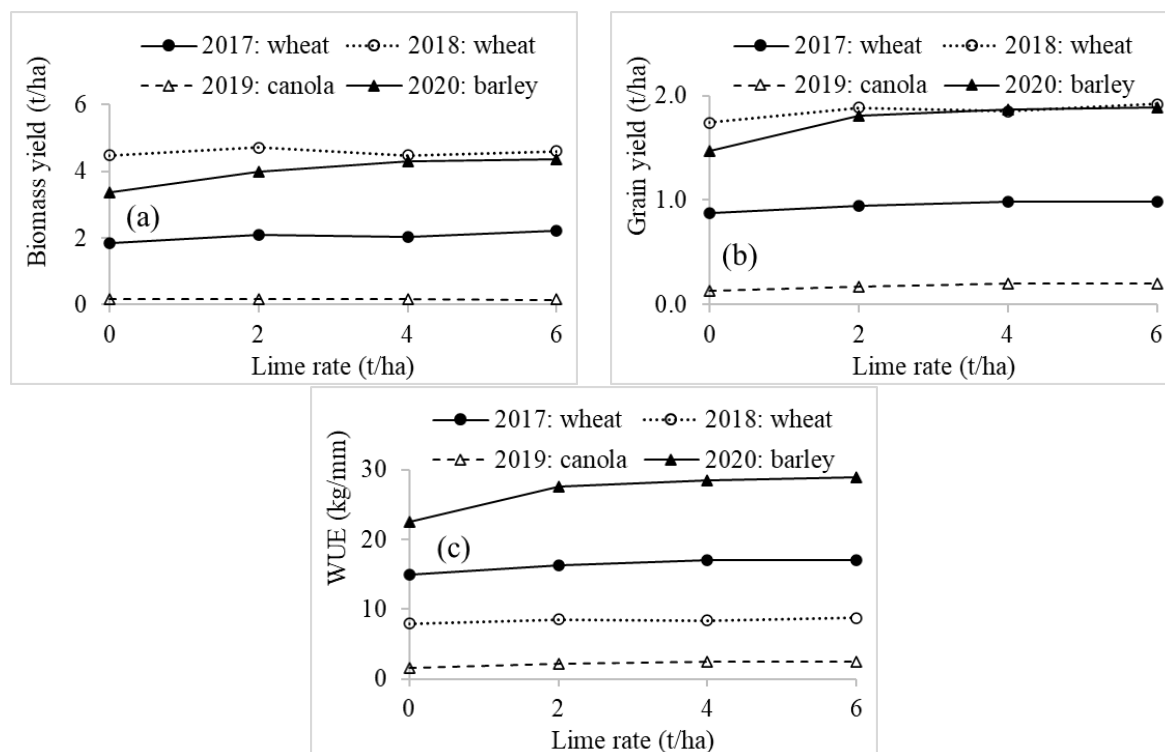 2017: wheat 2018: wheat
2019: canola 2020: barley
Biomass yield (t/ha)
6
4
2
0
(a)
0 2 4 6
Lime rate (t/ha)
2017: wheat 2018: wheat
2019: canola 2020: barley
Grain yield (t/ha)
2.0
1.0
0.0
(b)
0 2 4 6
Lime rate (t/ha)
2017: wheat 2018: wheat
2019: canola 2020: barley
WUE (kg/mm)
30
20
10
0
(c)
0 2 4 6
Lime rate (t/ha)